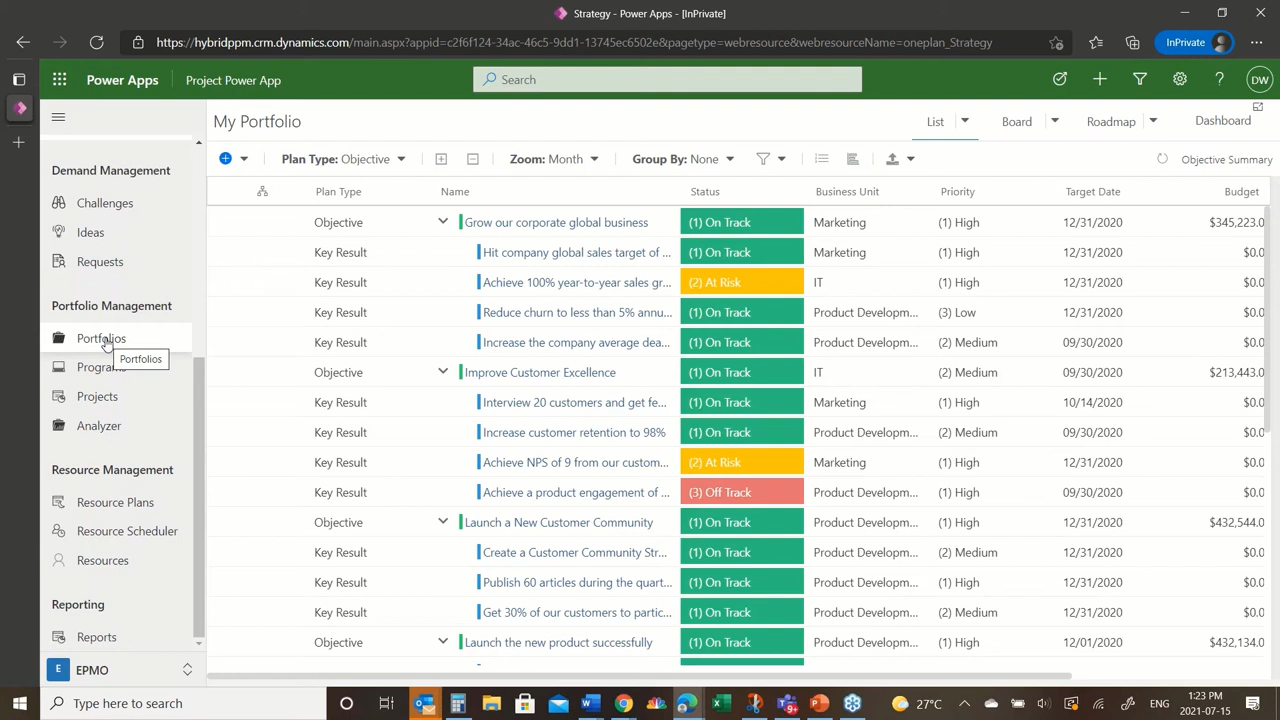 Strategy - Power Apps - [InPrivate]
https://hybridppm.crm.dynamics.com/main.aspx?appid=c2f6f124-34ac-46c5-9dd1-13745ec6502e&pagetype=webresource&webresourceName=oneplan_Strategy
InPrivate
Power Apps
Project Power App
Search
DW
My Portfolio
List
Board
Roadmap
Dashboard
Plan Type: Objective
Zoom: Month
Group By: None
Objective Summary
Demand Management
Challenges
Ideas
Requests
Portfolio Management
Portfolios
Portfolios
Programs
Projects
Analyzer
Resource Management
Resource Plans
Resource Scheduler
Resources
Reporting
Reports
E EPMO
Plan Type Name Status Business Unit Priority Target Date Budget
Objective Grow our corporate global business (1) On Track Marketing (1) High 12/31/2020 $345,223.0
Key Result Hit company global sales target of ... (1) On Track Marketing (1) High 12/31/2020 $0.0
Key Result Achieve 100% year-to-year sales gr... (2) At Risk IT (1) High 12/31/2020 $0.0
Key Result Reduce churn to less than 5% annu... (1) On Track Product Developm... (3) Low 12/31/2020 $0.0
Key Result Increase the company average dea... (1) On Track Product Developm... (2) Medium 09/30/2020 $0.0
Objective Improve Customer Excellence (1) On Track IT (2) Medium 09/30/2020 $213,443.0
Key Result Interview 20 customers and get fe... (1) On Track Marketing (1) High 10/14/2020 $0.0
Key Result Increase customer retention to 98% (1) On Track Product Developm... (2) Medium 09/30/2020 $0.0
Key Result Achieve NPS of 9 from our custom... (2) At Risk Marketing (1) High 12/31/2020 $0.0
Key Result Achieve a product engagement of ... (3) Off Track Product Developm... (1) High 09/30/2020 $0.0
Objective Launch a New Customer Community (1) On Track Product Developm... (1) High 12/31/2020 $432,544.0
Key Result Create a Customer Community Str... (1) On Track Product Developm... (2) Medium 12/31/2020 $0.0
Key Result Publish 60 articles during the quart... (1) On Track Product Developm... (1) High 12/31/2020 $0.0
Key Result Get 30% of our customers to partic... (1) On Track Product Developm... (2) Medium 12/31/2020 $0.0
Objective Launch the new product successfully (1) On Track Product Developm... (1) High 12/01/2020 $432,134.0
Type here to search
27°C
ENG
1:23 PM
2021-07-15